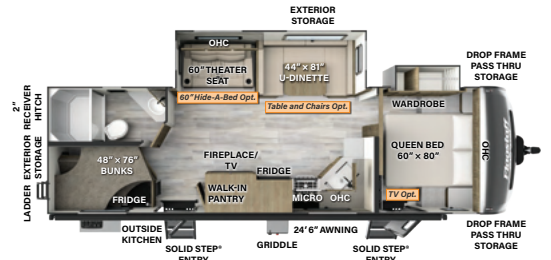 EXTERIOR
STORAGE
OHC
60" THEATER
SEAT
60" Hide-A-Bed Opt.
44" x 81"
U-DINETTE
Table and Chairs Opt.
DROP FRAME
PASS THRU
STORAGE
WARDROBE
QUEEN BED
60" x 80"
OHC
Flagstaff
TV Opt.
2"
HITCH
LADDER EXTERIOR RECEIVER
STORAGE
48" x 76"
BUNKS
FRIDGE
FIREPLACE/
TV
FRIDGE
WALK-IN
PANTRY
MICRO
OHC
OUTSIDE
KITCHEN
SOLID STEP®
ENTRY
GRIDDLE
24' 6" AWNING
SOLID STEP®
ENTRY
DROP FRAME
PASS THRU
STORAGE